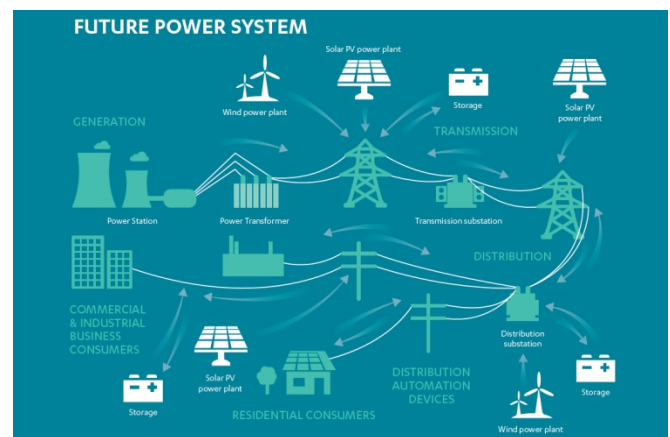 FUTURE POWER SYSTEM
Solar PV power plant
Wind power plant
Storage
Solar PV
power plant
GENERATION
TRANSMISSION
Power Station
Power Transformer
Transmission substation
DISTRIBUTION
COMMERCIAL
& INDUSTRIAL
BUSINESS
CONSUMERS
Distribution
substation
Solar PV
power plant
DISTRIBUTION
AUTOMATION
DEVICES
Storage
Storage
RESIDENTIAL CONSUMERS
Wind power plant